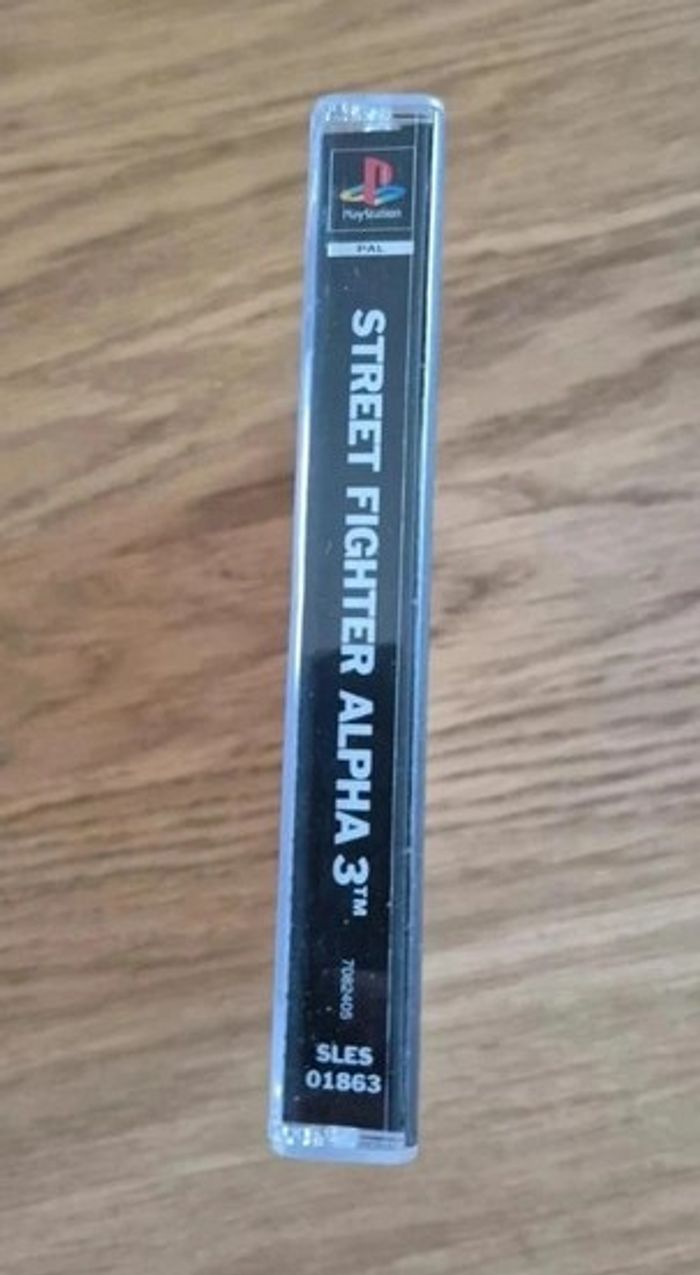 PlayStation
PAL
STREET FIGHTER ALPHA 3™
7082405
SLES
01863